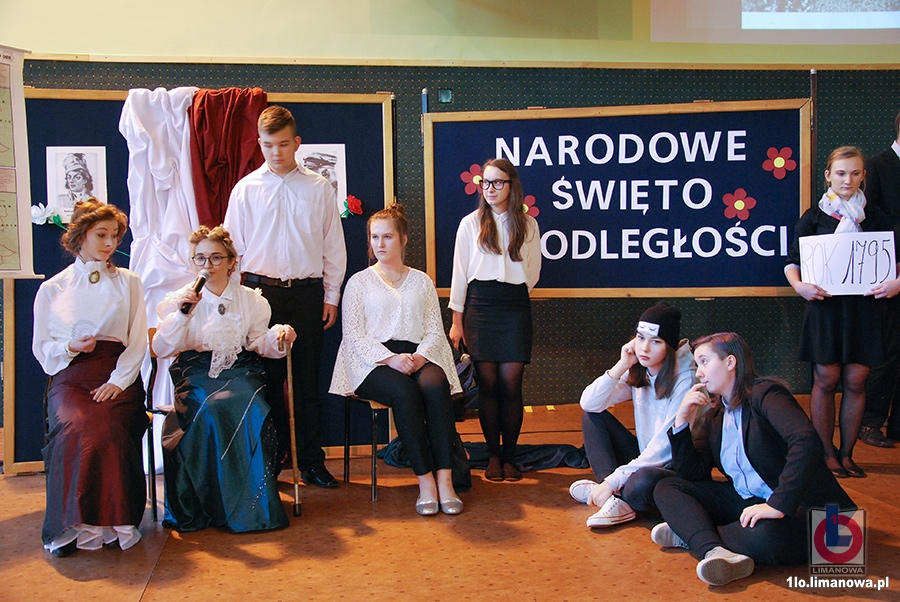 NARODOWE
ŚWIĘTO
ODLEGŁOŚCI
ROK 1795
LIMANOWA
1lo.limanowa.pl